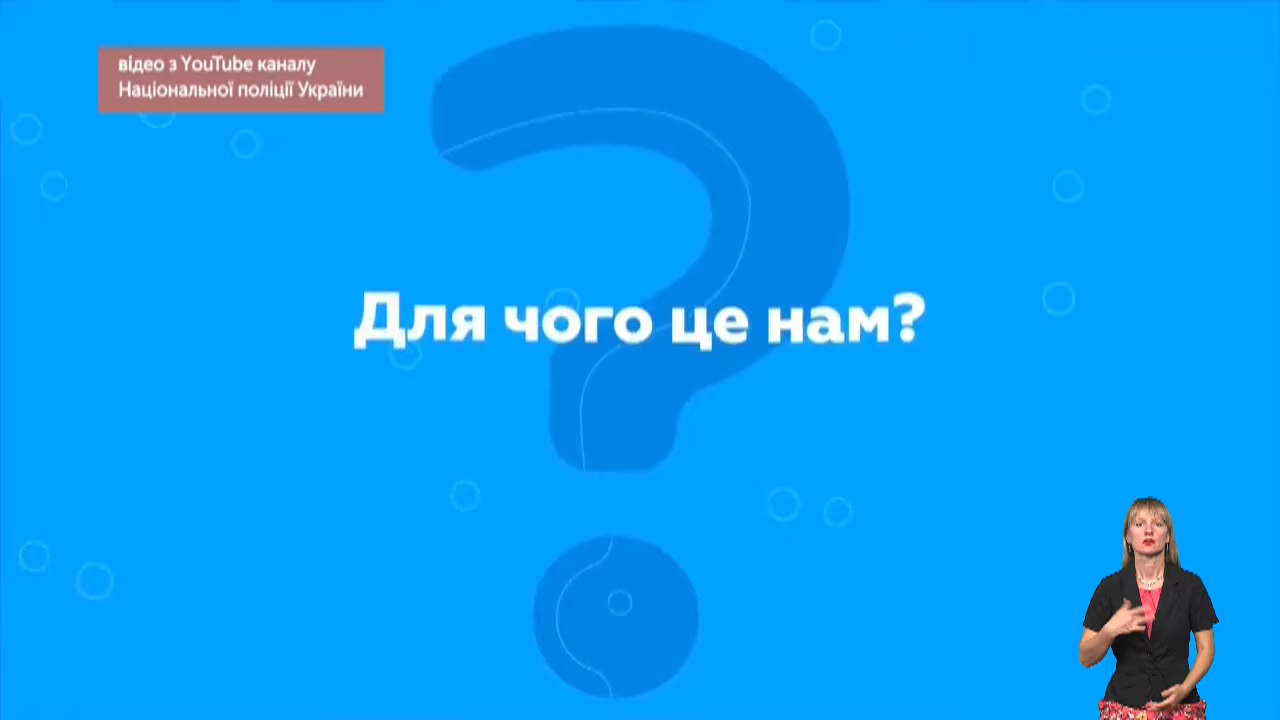 відео з YouTube каналу
Національної поліції України
Для чого це нам?